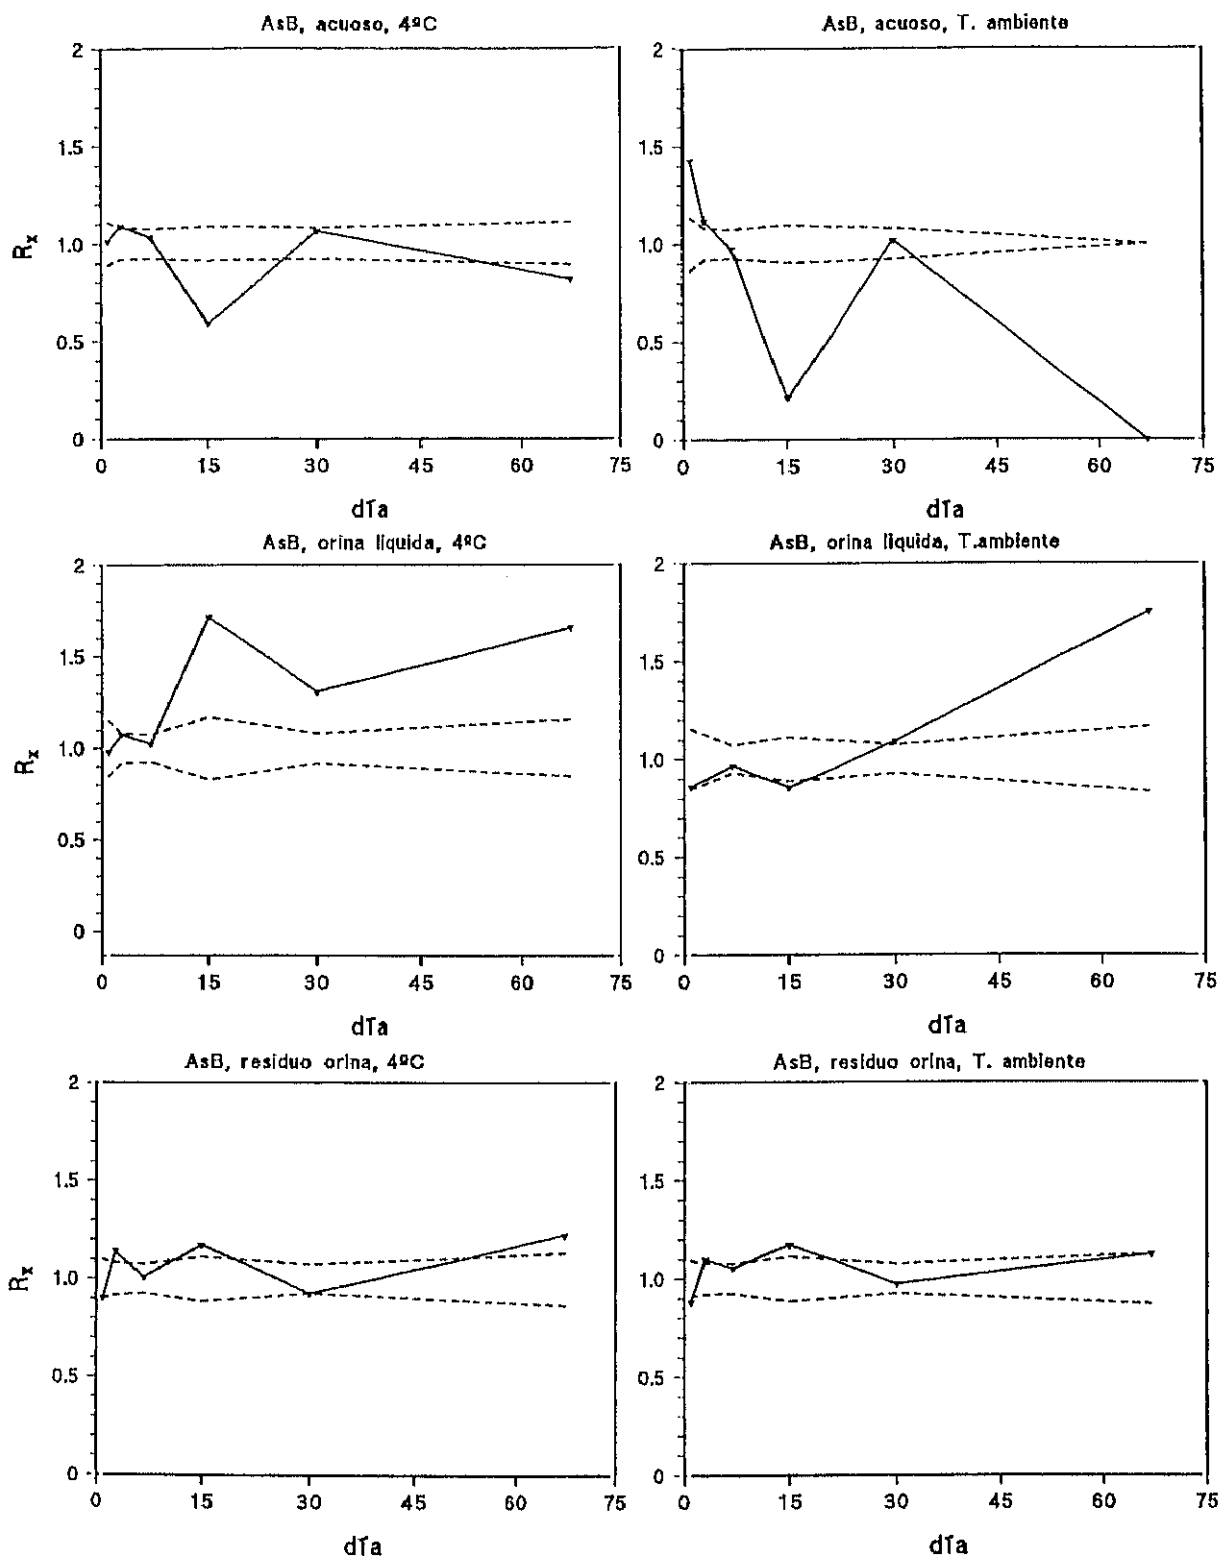 AsB, acuoso, 4ºC
AsB, acuoso, T. ambiente
2
1.5
1.0
0.5
0
Rx
0 15 30 45 60 75
día
2
1.5
1.0
0.5
0
0 15 30 45 60 75
día
AsB, orina líquida, 4ºC
AsB, orina líquida, T.ambiente
2
1.5
1.0
0.5
0
Rx
0 15 30 45 60 75
día
2
1.5
1.0
0.5
0
0 15 30 45 60 75
día
AsB, residuo orina, 4ºC
AsB, residuo orina, T. ambiente
2
1.5
1.0
0.5
0
Rx
0 15 30 45 60 75
día
2
1.5
1.0
0.5
0
0 15 30 45 60 75
día